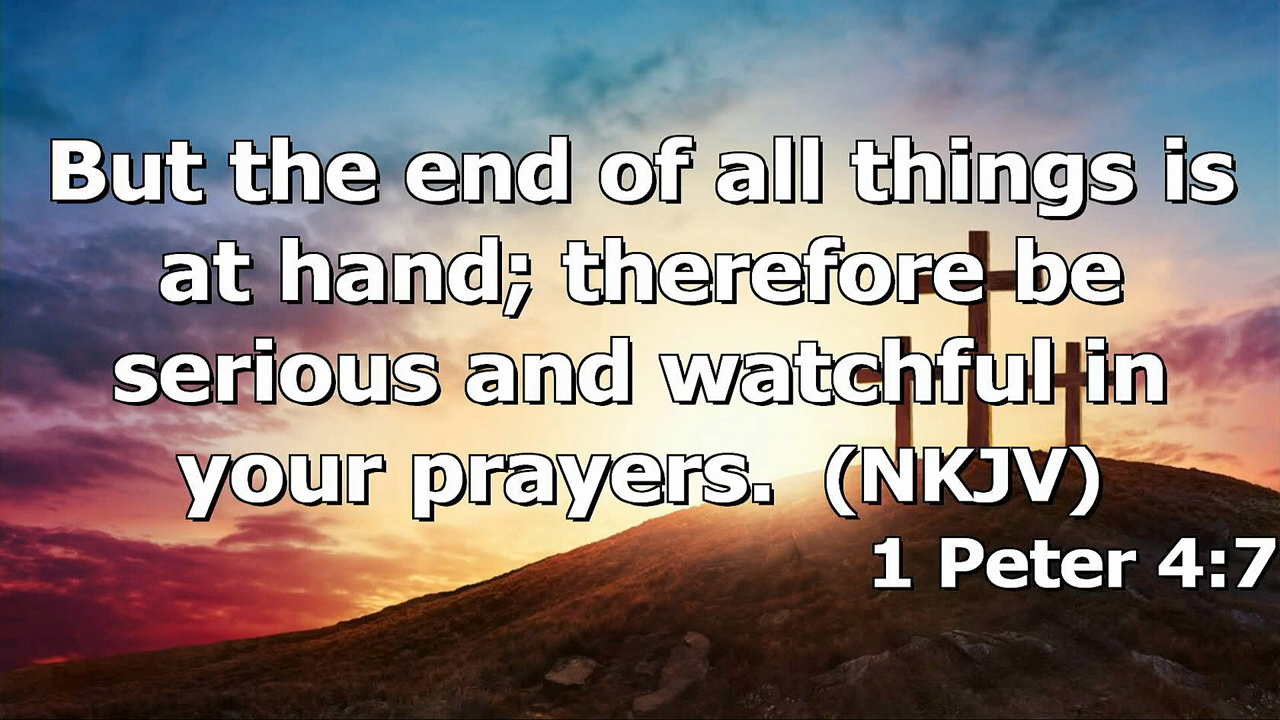 But the end of all things is
at hand; therefore be
serious and watchful in
your prayers.  (NKJV)
1 Peter 4:7